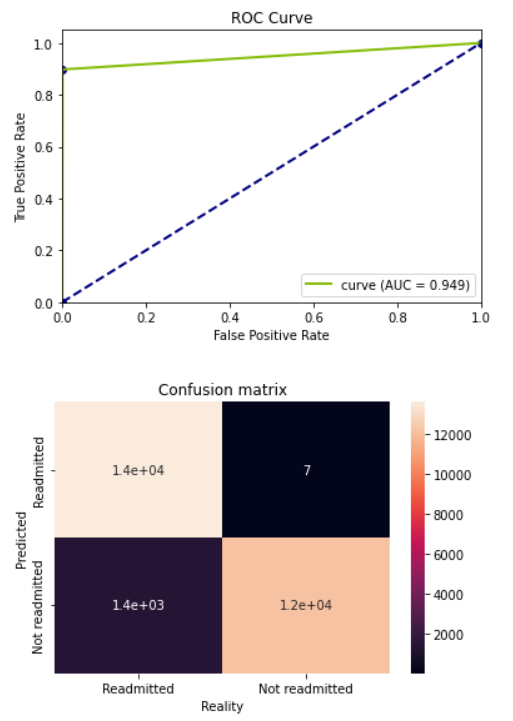 ROC Curve
1.0
0.8
0.6
0.4
0.2
0.0
True Positive Rate
curve (AUC = 0.949)
0.0 0.2 0.4 0.6 0.8 1.0
False Positive Rate
Confusion matrix
Predicted
Readmitted
Not readmitted
1.4e+04 7
1.4e+03 1.2e+04
12000
10000
8000
6000
4000
2000
Readmitted Not readmitted
Reality